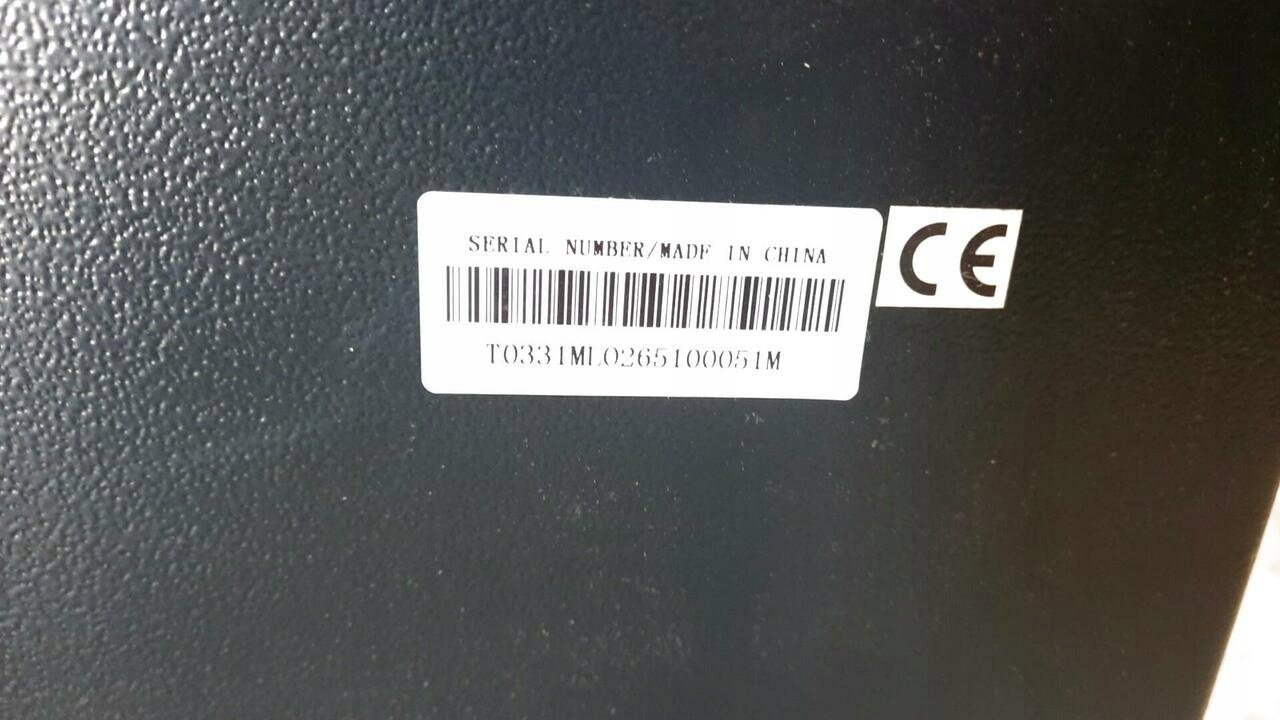 SERIAL NUMBER/MADE IN CHINA
CE
T0331ML0265100051M